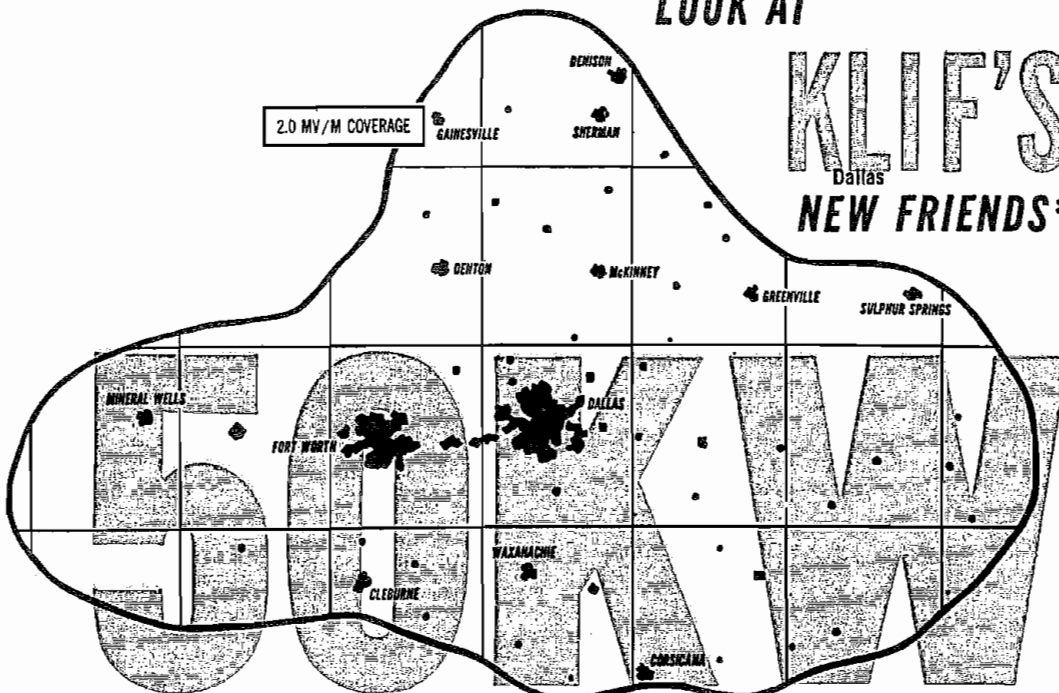 LOOK AT
KLIF'S
Dallas
NEW FRIENDS*
2.0 MV/M COVERAGE
DENISON
GAINESVILLE
SHERMAN
DENTON
McKINNEY
GREENVILLE
SULPHUR SPRINGS
50KW
MINERAL WELLS
FORT WORTH
DALLAS
WAXAHACHIE
CLEBURNE
CORSICANA